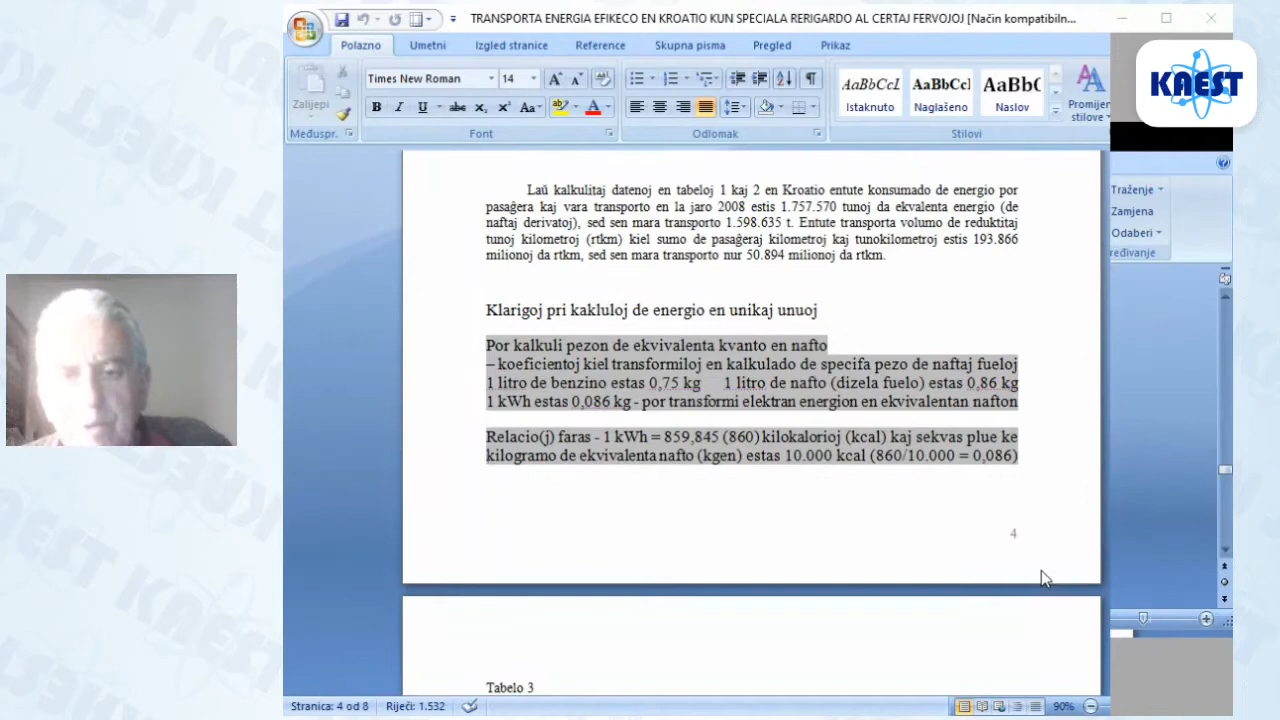 TRANSPORTA ENERGIA EFIKECO EN KROATIO KUN SPECIALA RERIGARDO AL CERTAJ FERVOJOJ [Način kompatibiln...
Polazno Umetni Izgled stranice Reference Skupna pisma Pregled Prikaz
Times New Roman 14
AaBbCcI AaBbCcI AaBbC
Zalijepi
Istaknuto Naglašeno Naslov
Promijeni
stilove
Međuspr. Font Odlomak Stilovi
KAEST
Traženje
Zamjena
Odaberi
ređivanje
Laŭ kalkulitaj datenoj en tabeloj 1 kaj 2 en Kroatio entute konsumado de energio por
pasaĝera kaj vara transporto en la jaro 2008 estis 1.757.570 tunoj da ekvalenta energio (de
naftaj derivatoj), sed sen mara transporto 1.598.635 t. Entute transporta volumo de reduktitaj
tunoj kilometroj (rtkm) kiel sumo de pasaĝeraj kilometroj kaj tunokilometroj estis 193.866
milionoj da rtkm, sed sen mara transporto nur 50.894 milionoj da rtkm.
Klarigoj pri kakluloj de energio en unikaj unuoj
Por kalkuli pezon de ekvivalenta kvanto en nafto
– koeficientoj kiel transformiloj en kalkulado de specifa pezo de naftaj fueloj
1 litro de benzino estas 0,75 kg 1 litro de nafto (dizela fuelo) estas 0,86 kg
1 kWh estas 0,086 kg - por transformi elektran energion en ekvivalentan nafton
Relacio(j) faras - 1 kWh = 859,845 (860) kilokalorioj (kcal) kaj sekvas plue ke
kilogramo de ekvivalenta nafto (kgen) estas 10.000 kcal (860/10.000 = 0,086)
4
Tabelo 3
Stranica: 4 od 8 Riječi: 1.532 90%